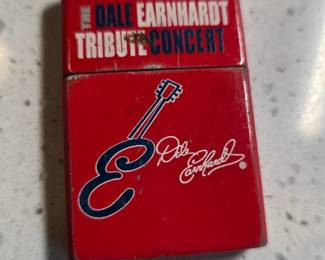 THE DALE EARNHARDT
TRIBUTE CONCERT
E
Dale
Earnhardt
®